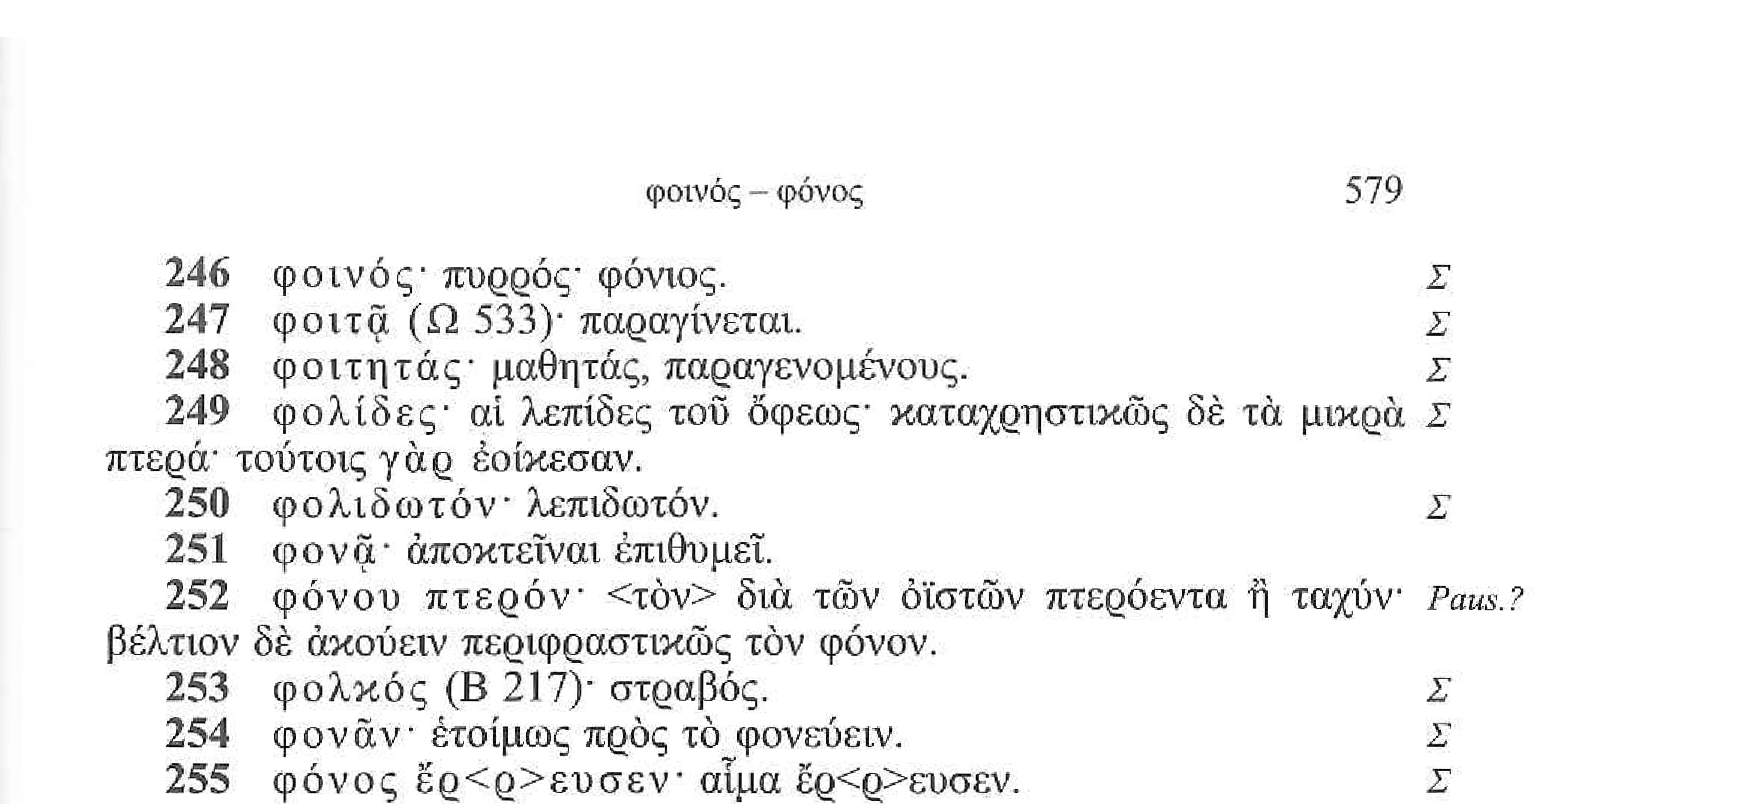 φοινός – φόνος 579
246 φοινός· πυρρός· φόνιος. Σ
247 φοιτᾷ (Ω 533)· παραγίνεται. Σ
248 φοιτητάς· μαθητάς, παραγενομένους. Σ
249 φολίδες· αἱ λεπίδες τοῦ ὄφεως· καταχρηστικῶς δὲ τὰ μικρὰ Σ
πτερά· τούτοις γὰρ ἐοίκεσαν.
250 φολιδωτόν· λεπιδωτόν. Σ
251 φονᾷ· ἀποκτεῖναι ἐπιθυμεῖ.
252 φόνου πτερόν· <τὸν> διὰ τῶν ὀϊστῶν πτερόεντα ἢ ταχύν· Paus.?
βέλτιον δὲ ἀκούειν περιφραστικῶς τὸν φόνον.
253 φολκός (Β 217)· στραβός. Σ
254 φονᾶν· ἑτοίμως πρὸς τὸ φονεύειν. Σ
255 φόνος ἔρ<ρ>ευσεν· αἷμα ἔρ<ρ>ευσεν. Σ